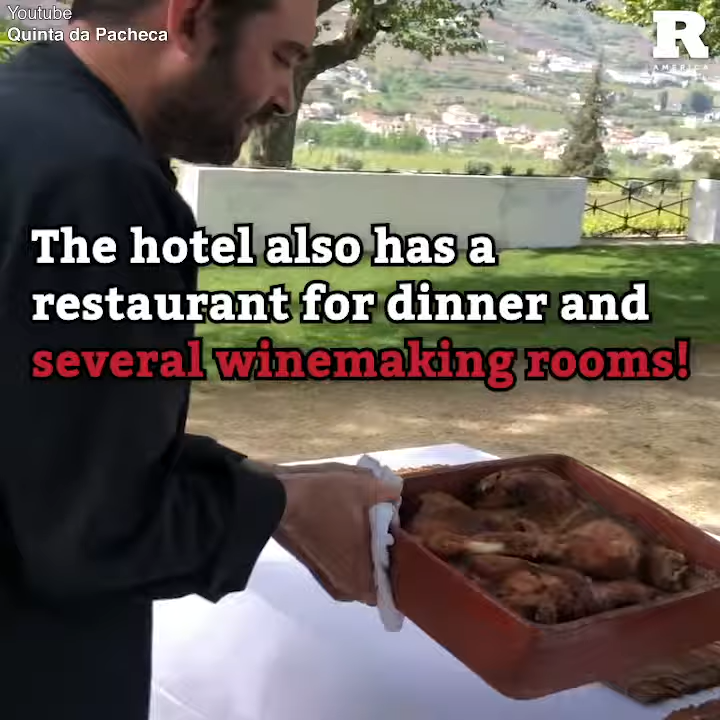 Youtube
Quinta da Pacheca
R
AMERICA
The hotel also has a
restaurant for dinner and
several winemaking rooms!